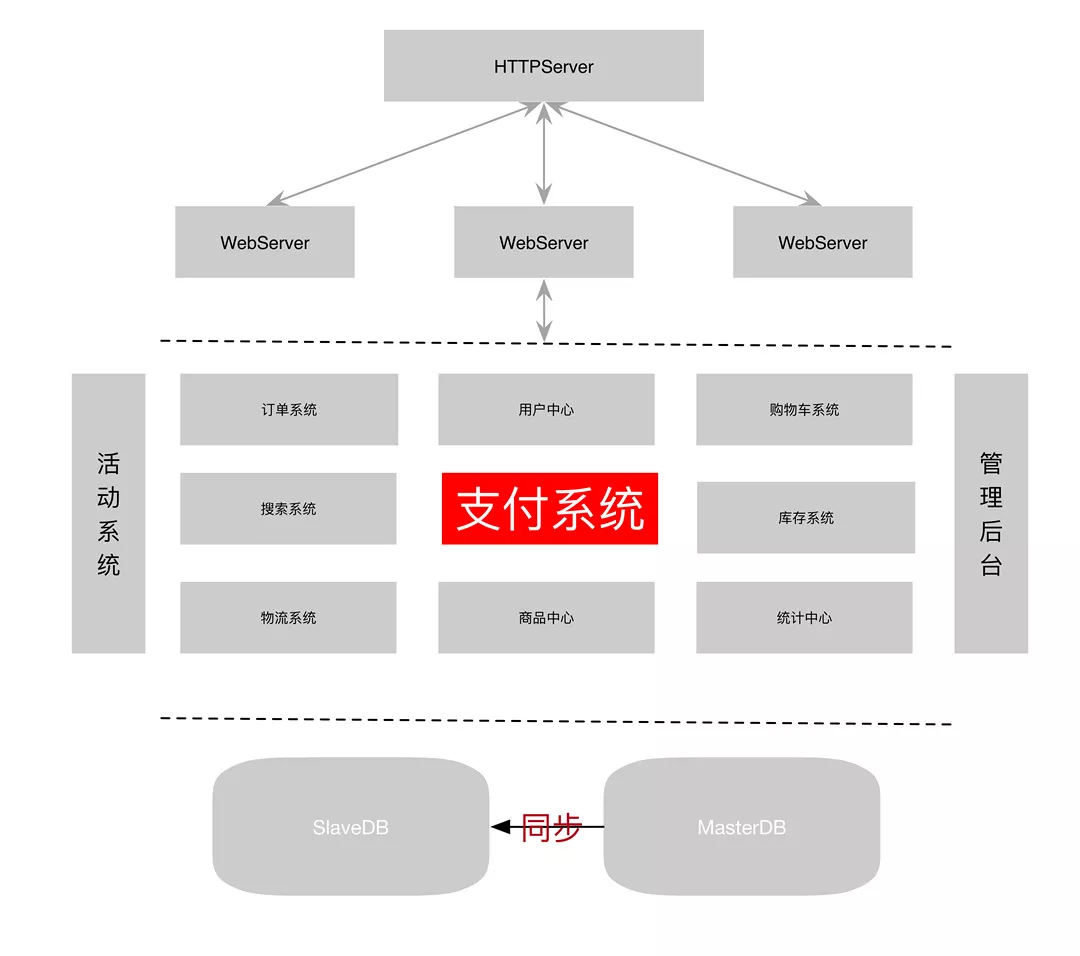 HTTPServer
WebServer
WebServer
WebServer
活动系统
订单系统
用户中心
购物车系统
管理后台
搜索系统
支付系统
库存系统
物流系统
商品中心
统计中心
SlaveDB
同步
MasterDB